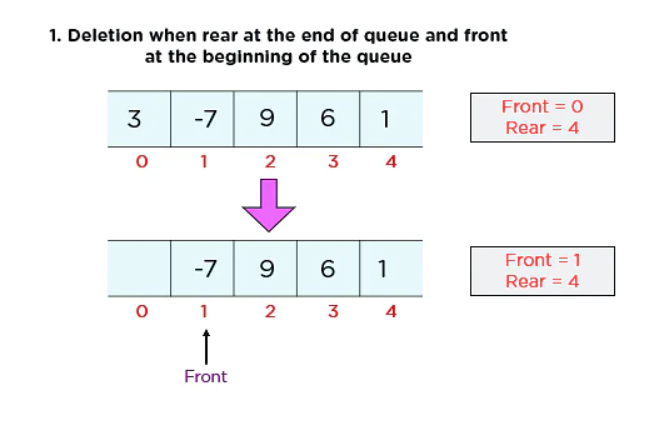 1. Deletion when rear at the end of queue and front
at the beginning of the queue
3 -7 9 6 1
Front = 0
Rear = 4
0 1 2 3 4
-7 9 6 1
Front = 1
Rear = 4
0 1 2 3 4
Front